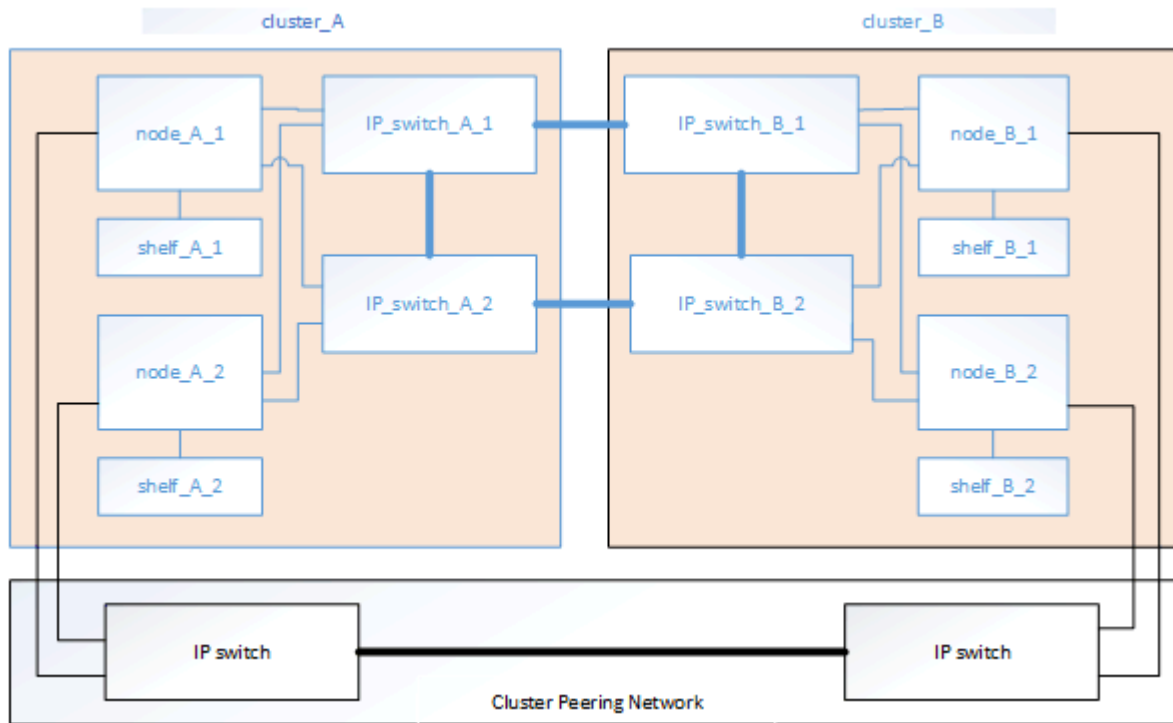 cluster_A
cluster_B
node_A_1
IP_switch_A_1
IP_switch_B_1
node_B_1
shelf_A_1
shelf_B_1
IP_switch_A_2
IP_switch_B_2
node_A_2
node_B_2
shelf_A_2
shelf_B_2
IP switch
IP switch
Cluster Peering Network